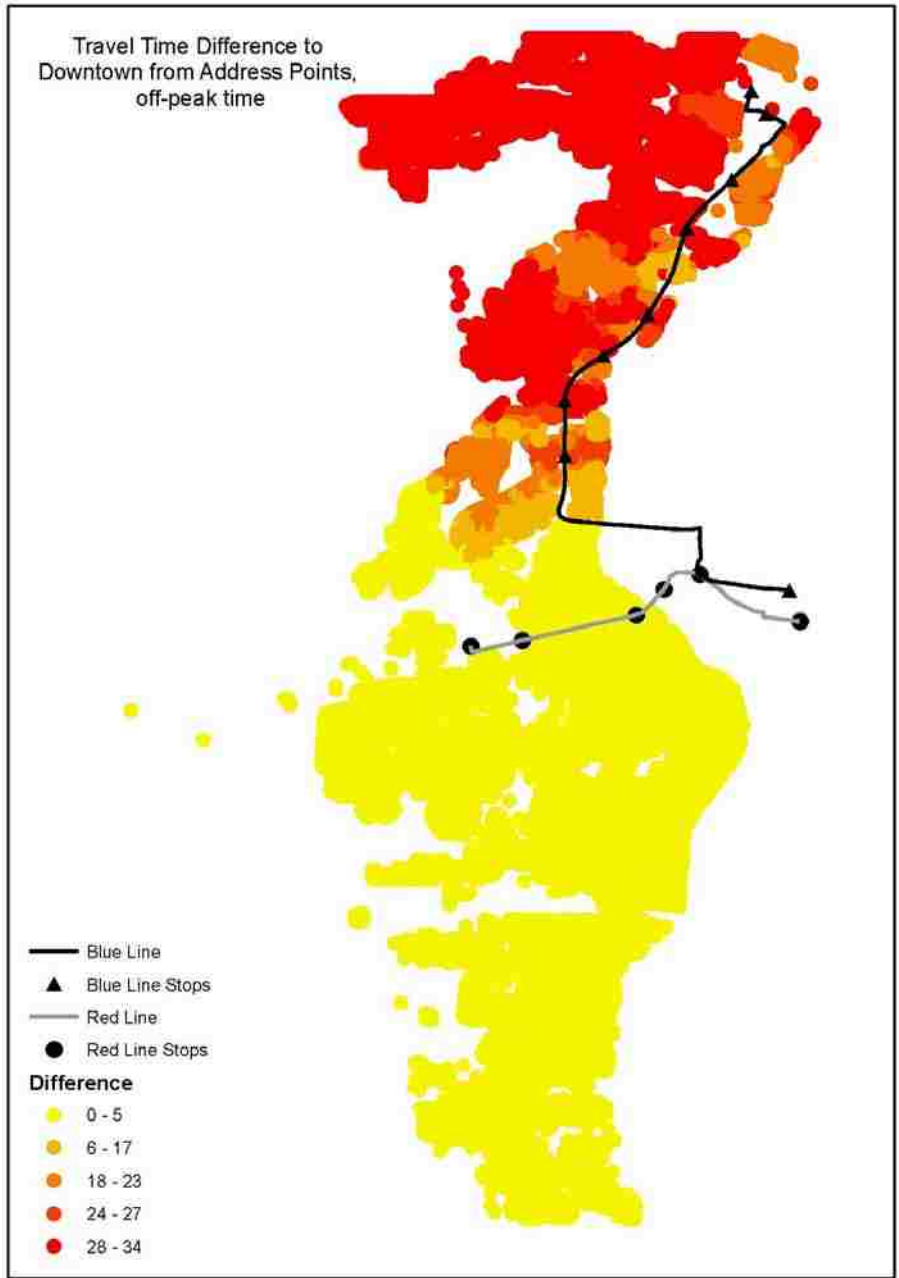 Travel Time Difference to
Downtown from Address Points,
off-peak time
Blue Line
Blue Line Stops
Red Line
Red Line Stops
Difference
0 - 5
6 - 17
18 - 23
24 - 27
28 - 34